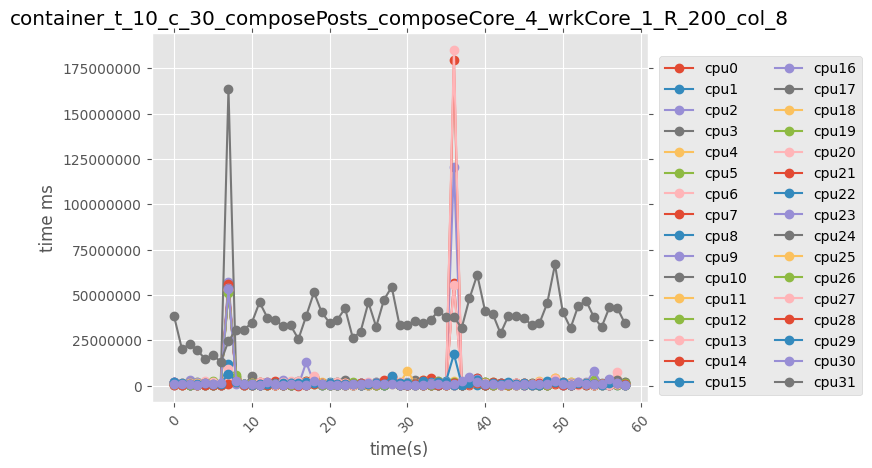 container_t_10_c_30_composePosts_composeCore_4_wrkCore_1_R_200_col_8
time ms
175000000
150000000
125000000
100000000
75000000
50000000
25000000
0
0
10
20
30
40
50
60
time(s)
cpu0
cpu1
cpu2
cpu3
cpu4
cpu5
cpu6
cpu7
cpu8
cpu9
cpu10
cpu11
cpu12
cpu13
cpu14
cpu15
cpu16
cpu17
cpu18
cpu19
cpu20
cpu21
cpu22
cpu23
cpu24
cpu25
cpu26
cpu27
cpu28
cpu29
cpu30
cpu31